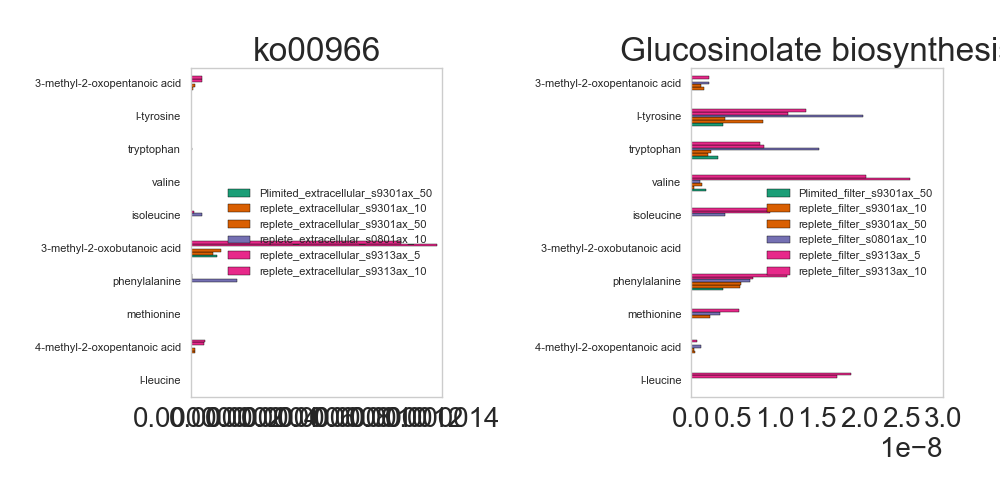 ko00966
3-methyl-2-oxopentanoic acid
l-tyrosine
tryptophan
valine
isoleucine
3-methyl-2-oxobutanoic acid
phenylalanine
methionine
4-methyl-2-oxopentanoic acid
l-leucine
Plimited_extracellular_s9301ax_50
replete_extracellular_s9301ax_10
replete_extracellular_s9301ax_50
replete_extracellular_s0801ax_10
replete_extracellular_s9313ax_5
replete_extracellular_s9313ax_10
Glucosinolate biosynthesis
3-methyl-2-oxopentanoic acid
l-tyrosine
tryptophan
valine
isoleucine
3-methyl-2-oxobutanoic acid
phenylalanine
methionine
4-methyl-2-oxopentanoic acid
l-leucine
Plimited_filter_s9301ax_50
replete_filter_s9301ax_10
replete_filter_s9301ax_50
replete_filter_s0801ax_10
replete_filter_s9313ax_5
replete_filter_s9313ax_10
0.0 0.5 1.0 1.5 2.0 2.5 3.0
1e−8